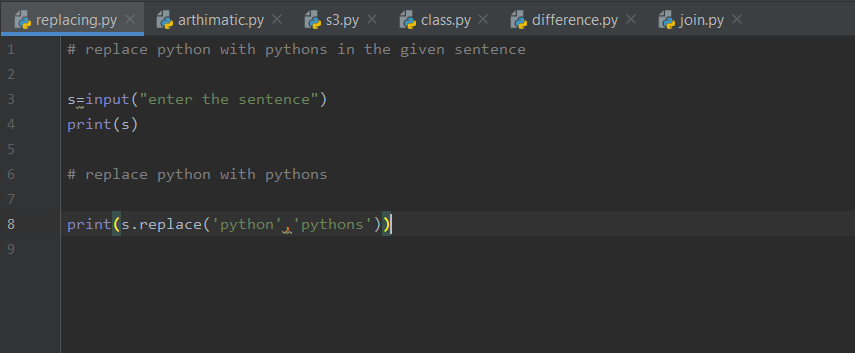 replacing.py × arthimatic.py × s3.py × class.py × difference.py × join.py ×
1 # replace python with pythons in the given sentence
2
3 s=input("enter the sentence")
4 print(s)
5
6 # replace python with pythons
7
8 print(s.replace('python','pythons'))
9